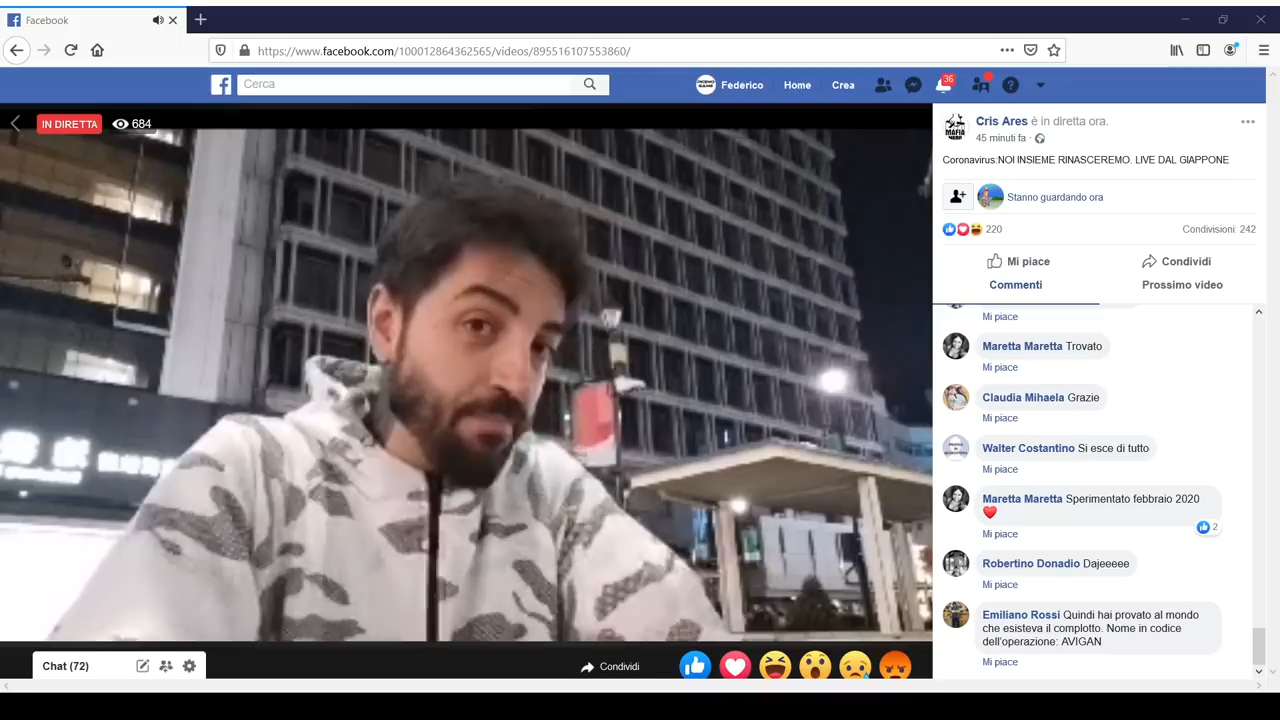 Facebook
https://www.facebook.com/100012864362565/videos/895516107553860/
Cerca
Federico
Home
Crea
36
IN DIRETTA
684
MAFIA
Cris Ares è in diretta ora.
45 minuti fa
Coronavirus:NOI INSIEME RINASCEREMO. LIVE DAL GIAPPONE
Stanno guardando ora
220
Condivisioni: 242
Mi piace
Condividi
Commenti
Prossimo video
Mi piace
Maretta Maretta Trovato
Mi piace
Claudia Mihaela Grazie
Mi piace
Walter Costantino Si esce di tutto
Mi piace
Maretta Maretta Sperimentato febbraio 2020
2
Mi piace
Robertino Donadio Dajeeeee
Mi piace
Emiliano Rossi Quindi hai provato al mondo
che esisteva il complotto. Nome in codice
dell'operazione: AVIGAN
Mi piace
Chat (72)
Condividi